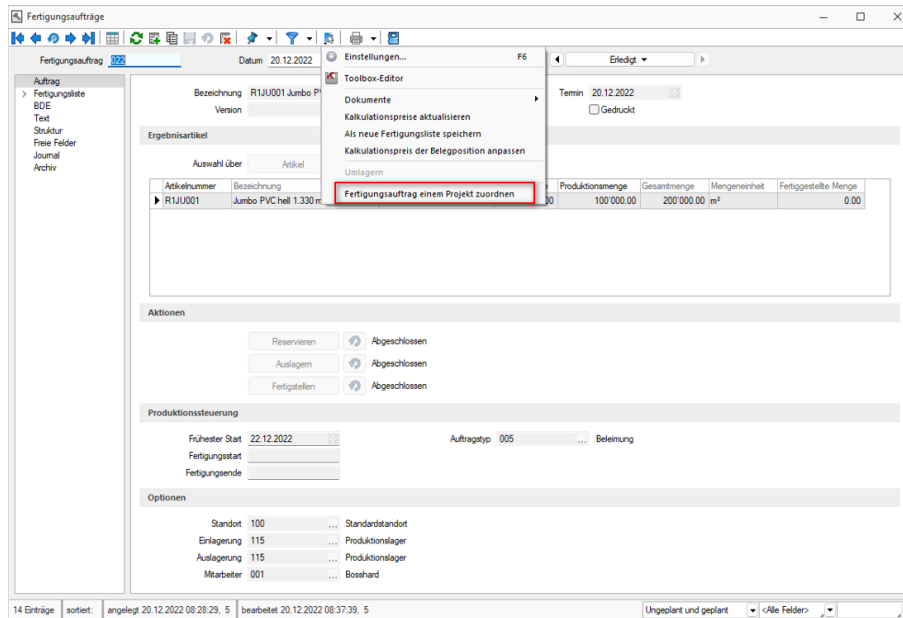 Fertigungsaufträge
Fertigungsauftrag 022 Datum 20.12.2022 Erledigt
Einstellungen... F6
Toolbox-Editor
Dokumente
Kalkulationspreise aktualisieren
Als neue Fertigungsliste speichern
Kalkulationspreis der Belegposition anpassen
Umlagern
Fertigungsauftrag einem Projekt zuordnen
Auftrag
Fertigungsliste
BDE
Text
Struktur
Freie Felder
Journal
Archiv
Bezeichnung R1JU001 Jumbo Termin 20.12.2022
Version Gedruckt
Ergebnisartikel
Auswahl über Artikel
Artikelnummer Bezeichnung Produktionsmenge Gesamtmenge Mengeneinheit Fertiggestellte Menge
R1JU001 Jumbo PVC hell 1.330 100'000.00 200'000.00 m² 0.00
Aktionen
Reservieren Abgeschlossen
Auslagern Abgeschlossen
Fertigstellen Abgeschlossen
Produktionssteuerung
Frühester Start 22.12.2022 Auftragstyp 005 ... Beleimung
Fertigungsstart
Fertigungsende
Optionen
Standort 100 ... Standardstandort
Einlagerung 115 ... Produktionslager
Auslagerung 115 ... Produktionslager
Mitarbeiter 001 ... Bosshard
14 Einträge sortiert: angelegt 20.12.2022 08:28:29, 5 bearbeitet 20.12.2022 08:37:39, 5 Ungeplant und geplant <Alle Felder>